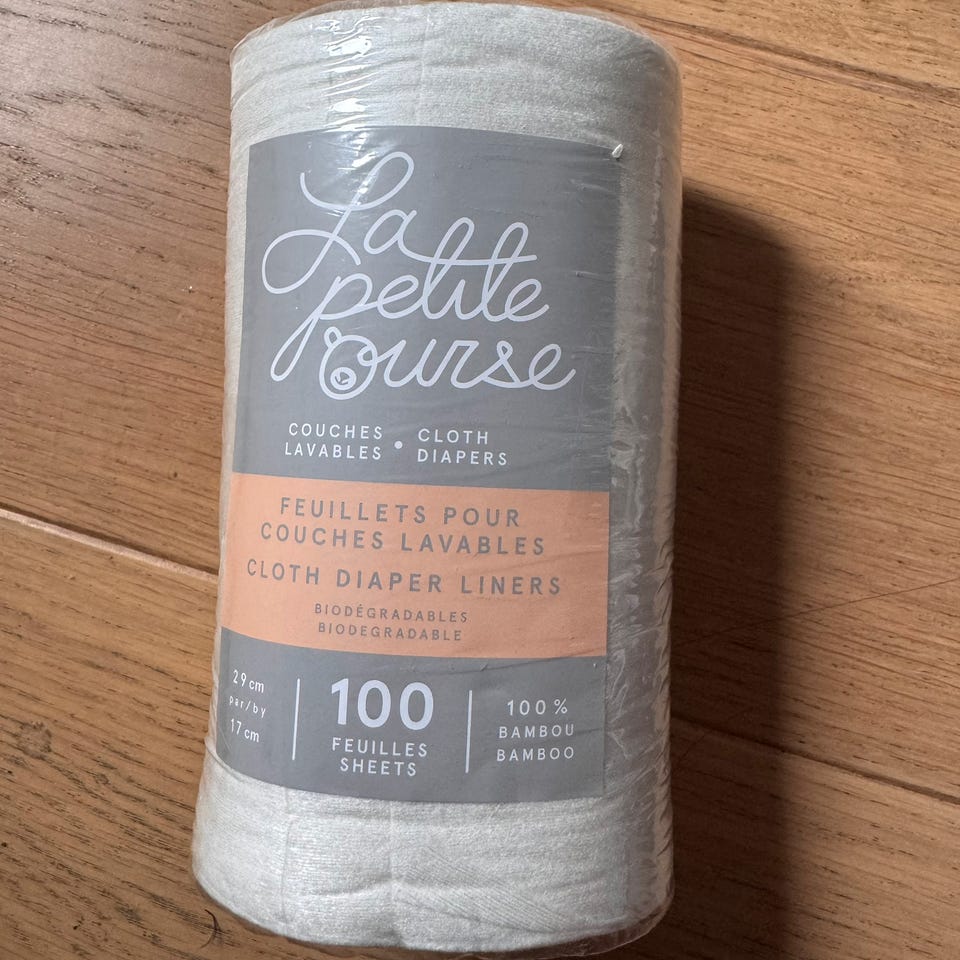 La
petite
Ourse
COUCHES LAVABLES • CLOTH DIAPERS
FEUILLETS POUR
COUCHES LAVABLES
CLOTH DIAPER LINERS
BIODÉGRADABLES
BIODEGRADABLE
29 cm
par/by
17 cm
100
FEUILLES
SHEETS
100 %
BAMBOU
BAMBOO